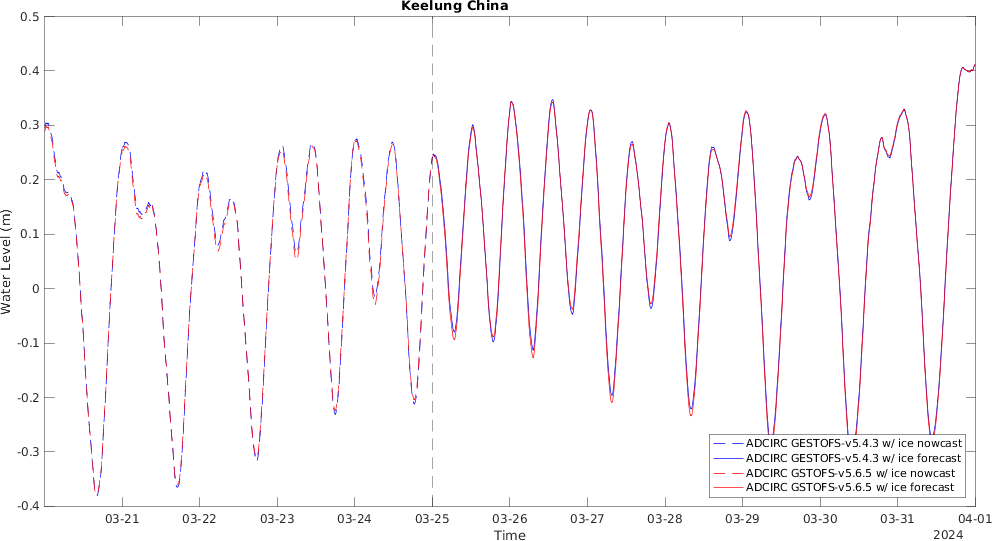 Keelung China
0.5
0.4
0.3
0.2
0.1
0
-0.1
-0.2
-0.3
-0.4
Water Level (m)
ADCIRC GESTOFS-v5.4.3 w/ ice nowcast
ADCIRC GESTOFS-v5.4.3 w/ ice forecast
ADCIRC GSTOFS-v5.6.5 w/ ice nowcast
ADCIRC GSTOFS-v5.6.5 w/ ice forecast
03-21 03-22 03-23 03-24 03-25 03-26 03-27 03-28 03-29 03-30 03-31 04-01
Time
2024